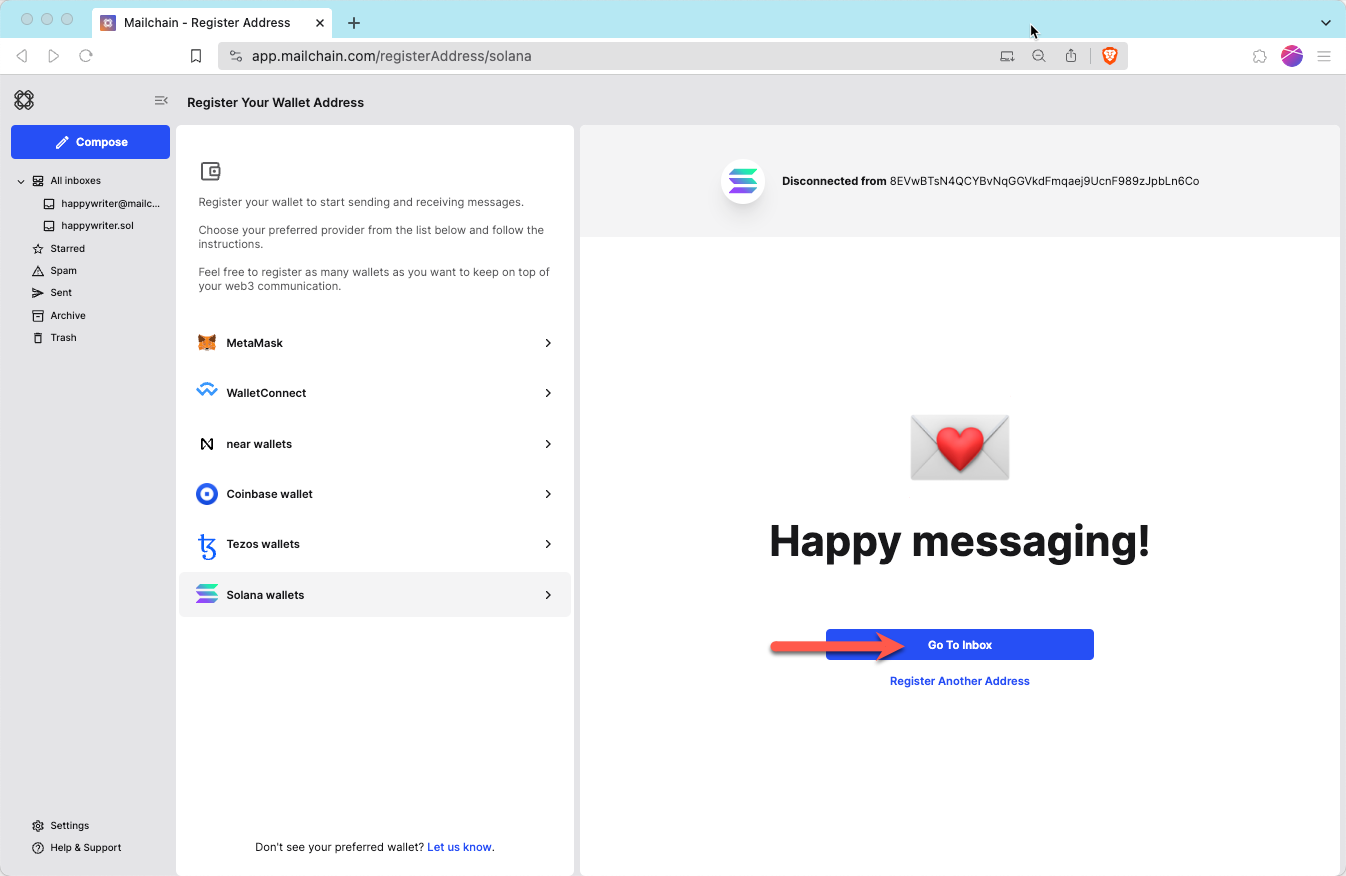 Mailchain - Register Address
app.mailchain.com/registerAddress/solana
Register Your Wallet Address
Compose
All inboxes
happywriter@mailc...
happywriter.sol
Starred
Spam
Sent
Archive
Trash
Settings
Help & Support
Register your wallet to start sending and receiving messages.
Choose your preferred provider from the list below and follow the
instructions.
Feel free to register as many wallets as you want to keep on top of
your web3 communication.
MetaMask
WalletConnect
near wallets
Coinbase wallet
Tezos wallets
Solana wallets
Don't see your preferred wallet? Let us know.
Disconnected from 8EVwBTsN4QCYBvNqGGVkdFmqaej9UcnF989zJpbLn6Co
Happy messaging!
Go To Inbox
Register Another Address